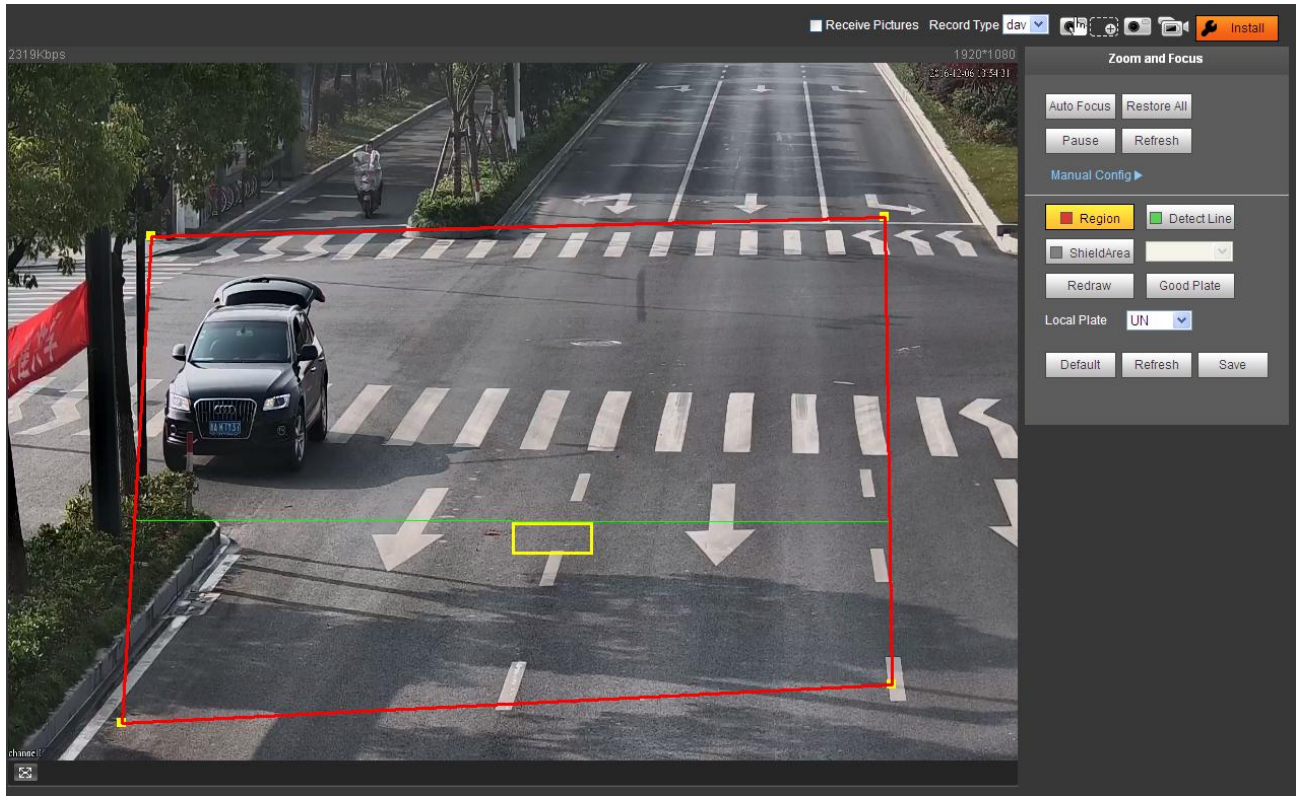 Receive Pictures Record Type dav Install
2319Kbps 1920*1080
Zoom and Focus
Auto Focus Restore All
Pause Refresh
Manual Config
Region Detect Line
ShieldArea
Redraw Good Plate
Local Plate UN
Default Refresh Save
channel